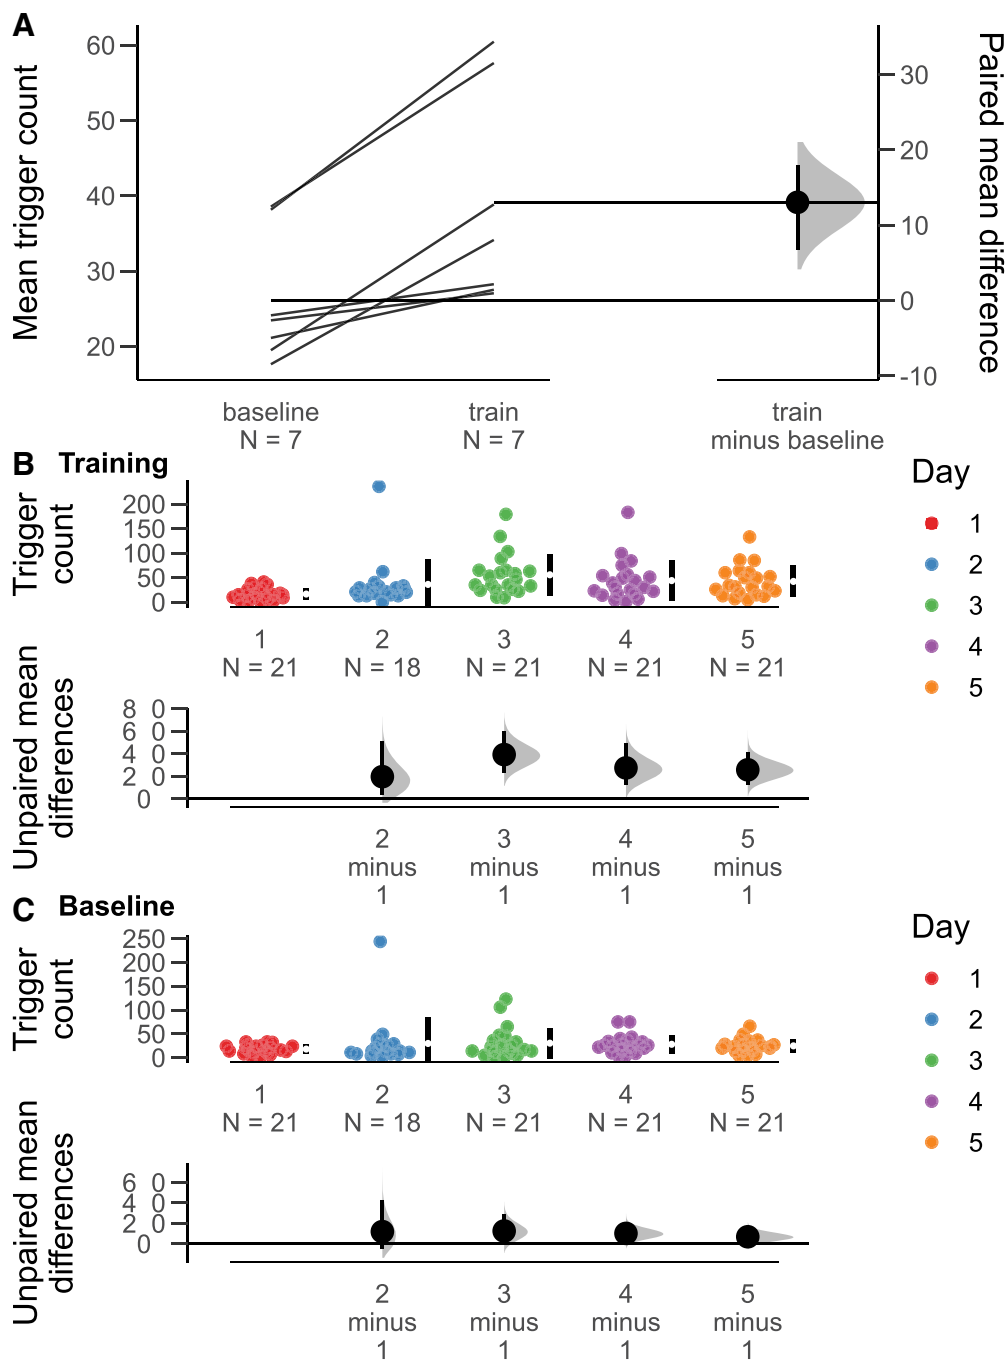 A
Mean trigger count
60
50
40
30
20
Paired mean difference
30
20
10
0
-10
baseline
N = 7
train
N = 7
train
minus baseline
B Training
Trigger
count
200
150
100
50
0
1
N = 21
2
N = 18
3
N = 21
4
N = 21
5
N = 21
Day
1
2
3
4
5
Unpaired mean
differences
8 0
6 0
4 0
2 0
0
2
minus
1
3
minus
1
4
minus
1
5
minus
1
C Baseline
Trigger
count
250
200
150
100
50
0
1
N = 21
2
N = 18
3
N = 21
4
N = 21
5
N = 21
Day
1
2
3
4
5
Unpaired mean
differences
6 0
4 0
2 0
0
2
minus
1
3
minus
1
4
minus
1
5
minus
1